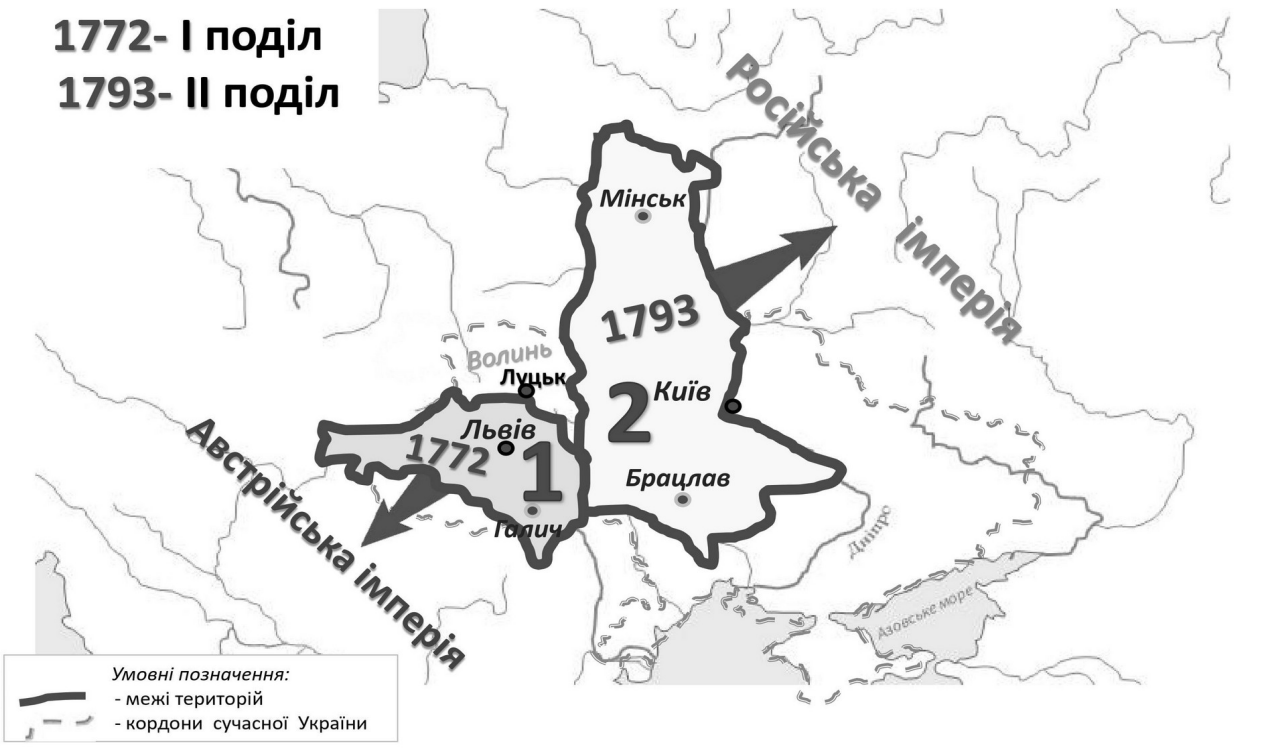 1772- І поділ
1793- ІІ поділ
Російська імперія
Мінськ
1793
Волинь
Луцьк
2
Київ
Львів
1772
1
Брацлав
Галич
Австрійська імперія
Дніпро
Азовське море
Умовні позначення:
- межі територій
- кордони сучасної України